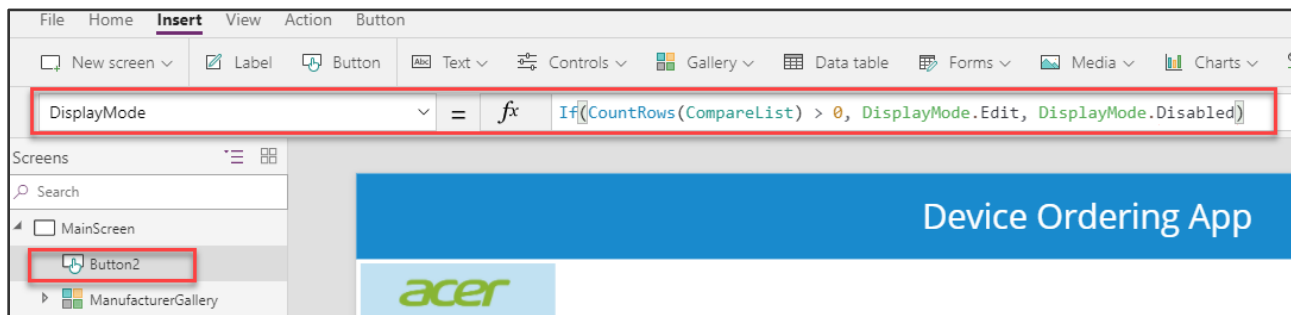 File Home Insert View Action Button
New screen Label Button Abc Text Controls Gallery Data table Forms Media Charts
DisplayMode = fx If(CountRows(CompareList) > 0, DisplayMode.Edit, DisplayMode.Disabled)
Screens
Search
MainScreen
Device Ordering App
Button2
ManufacturerGallery
acer